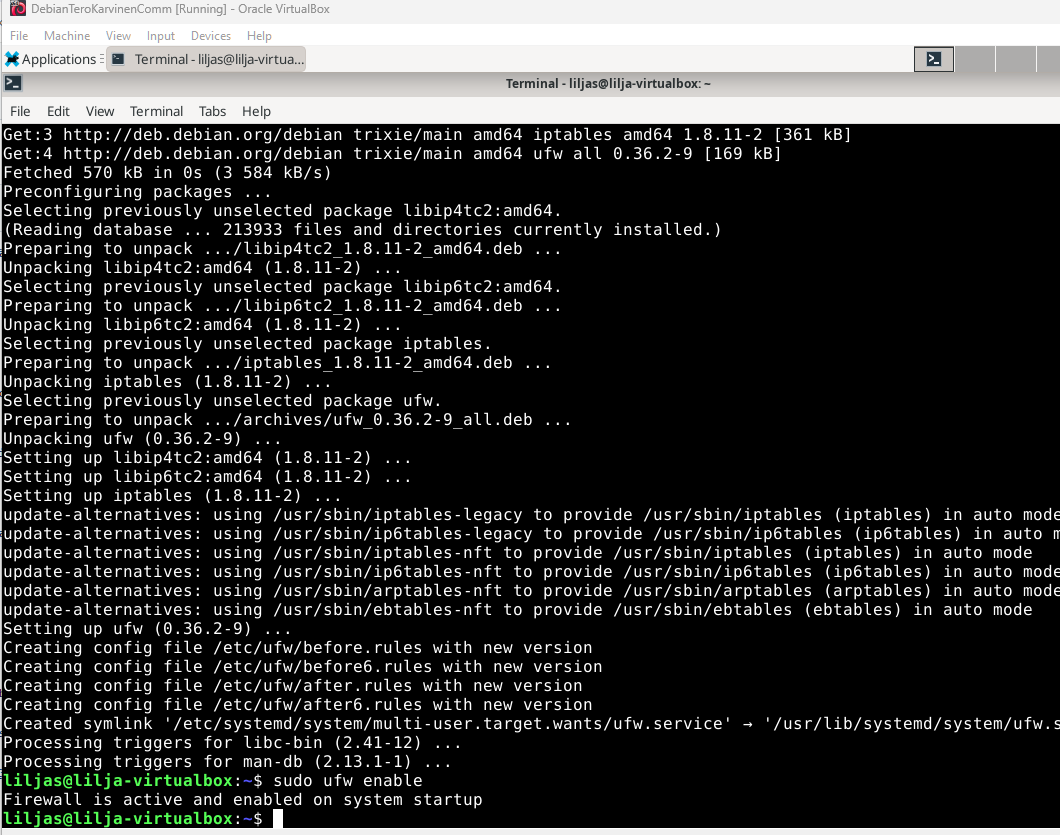 DebianTeroKarvinenComm [Running] - Oracle VirtualBox
File Machine View Input Devices Help
Applications Terminal - liljas@lilja-virtua...
Terminal - liljas@lilja-virtualbox: ~
File Edit View Terminal Tabs Help
Get:3 http://deb.debian.org/debian trixie/main amd64 iptables amd64 1.8.11-2 [361 kB]
Get:4 http://deb.debian.org/debian trixie/main amd64 ufw all 0.36.2-9 [169 kB]
Fetched 570 kB in 0s (3 584 kB/s)
Preconfiguring packages ...
Selecting previously unselected package libip4tc2:amd64.
(Reading database ... 213933 files and directories currently installed.)
Preparing to unpack .../libip4tc2_1.8.11-2_amd64.deb ...
Unpacking libip4tc2:amd64 (1.8.11-2) ...
Selecting previously unselected package libip6tc2:amd64.
Preparing to unpack .../libip6tc2_1.8.11-2_amd64.deb ...
Unpacking libip6tc2:amd64 (1.8.11-2) ...
Selecting previously unselected package iptables.
Preparing to unpack .../iptables_1.8.11-2_amd64.deb ...
Unpacking iptables (1.8.11-2) ...
Selecting previously unselected package ufw.
Preparing to unpack .../archives/ufw_0.36.2-9_all.deb ...
Unpacking ufw (0.36.2-9) ...
Setting up libip4tc2:amd64 (1.8.11-2) ...
Setting up libip6tc2:amd64 (1.8.11-2) ...
Setting up iptables (1.8.11-2) ...
update-alternatives: using /usr/sbin/iptables-legacy to provide /usr/sbin/iptables (iptables) in auto mode
update-alternatives: using /usr/sbin/ip6tables-legacy to provide /usr/sbin/ip6tables (ip6tables) in auto m
update-alternatives: using /usr/sbin/iptables-nft to provide /usr/sbin/iptables (iptables) in auto mode
update-alternatives: using /usr/sbin/ip6tables-nft to provide /usr/sbin/ip6tables (ip6tables) in auto mode
update-alternatives: using /usr/sbin/arptables-nft to provide /usr/sbin/arptables (arptables) in auto mode
update-alternatives: using /usr/sbin/ebtables-nft to provide /usr/sbin/ebtables (ebtables) in auto mode
Setting up ufw (0.36.2-9) ...
Creating config file /etc/ufw/before.rules with new version
Creating config file /etc/ufw/before6.rules with new version
Creating config file /etc/ufw/after.rules with new version
Creating config file /etc/ufw/after6.rules with new version
Created symlink '/etc/systemd/system/multi-user.target.wants/ufw.service' → '/usr/lib/systemd/system/ufw.s
Processing triggers for libc-bin (2.41-12) ...
Processing triggers for man-db (2.13.1-1) ...
liljas@lilja-virtualbox:~$ sudo ufw enable
Firewall is active and enabled on system startup
liljas@lilja-virtualbox:~$